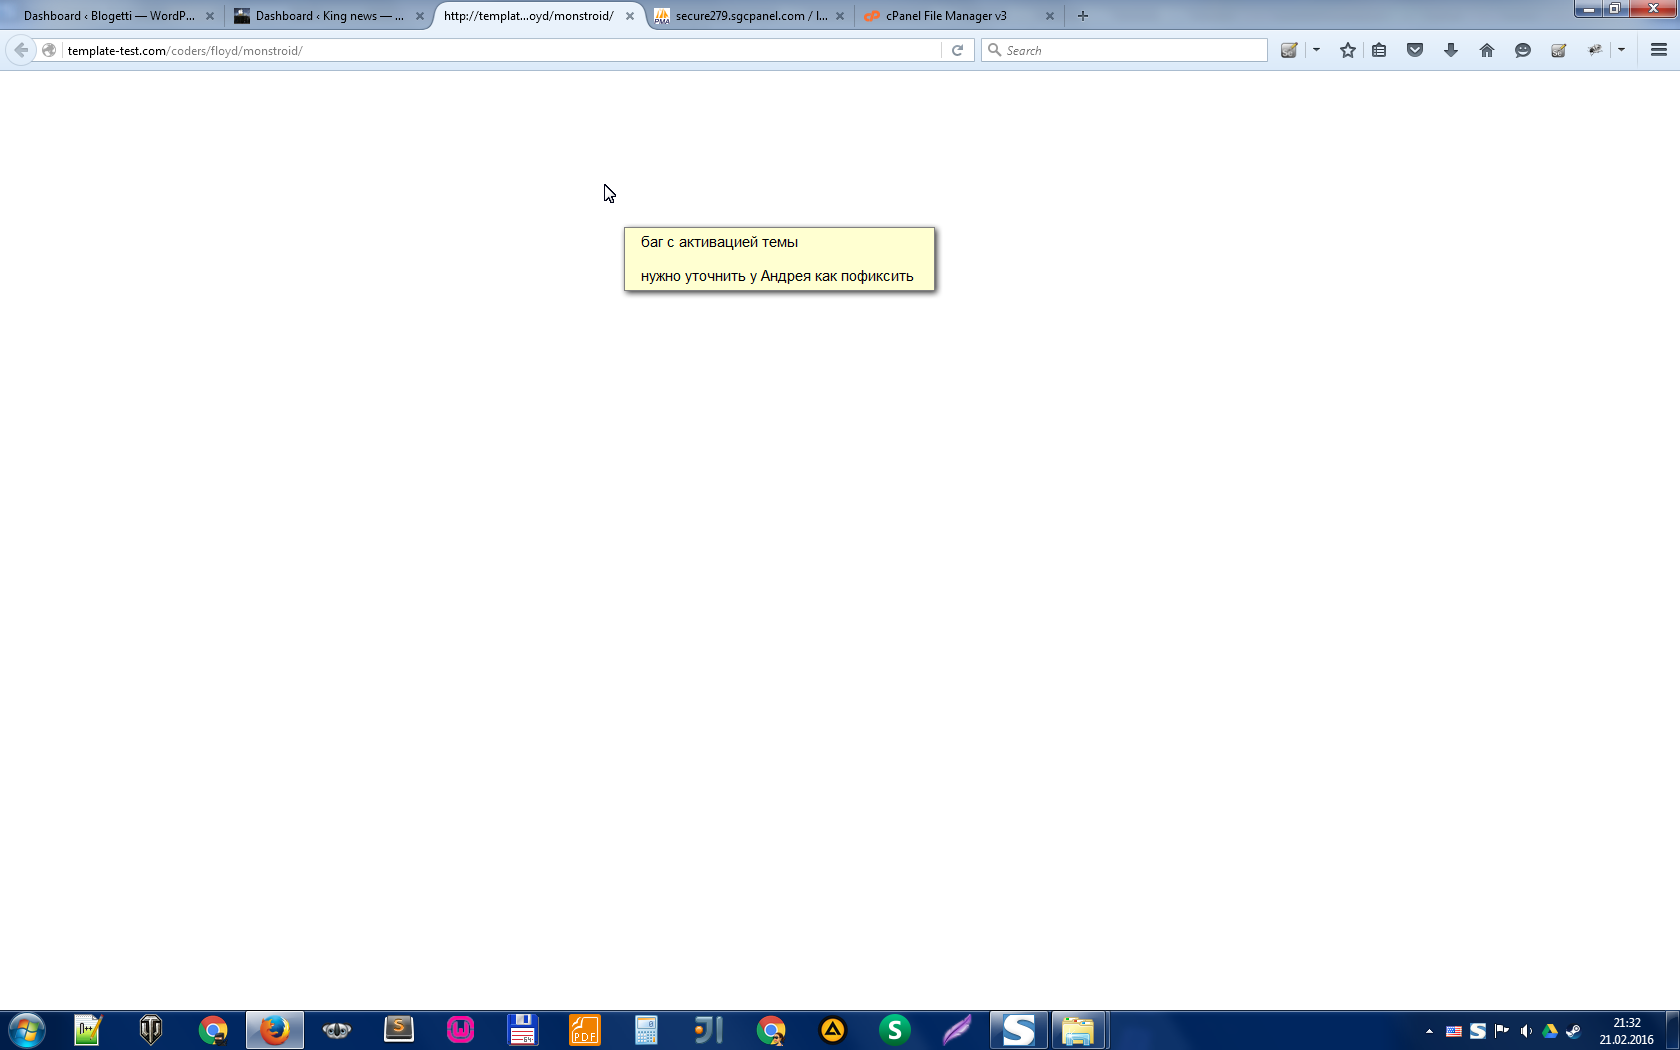 Dashboard ‹ Blogetti — WordP...
Dashboard ‹ King news — ...
http://templat...oyd/monstroid/
secure279.sgcpanel.com / l...
cPanel File Manager v3
template-test.com/coders/floyd/monstroid/
Search
баг с активацией темы
нужно уточнить у Андрея как пофиксить
21:32
21.02.2016